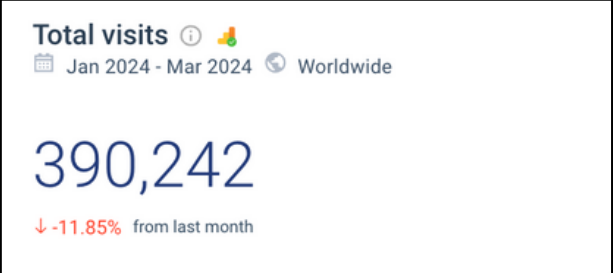 Total visits
Jan 2024 - Mar 2024 Worldwide
390,242
↓ -11.85% from last month